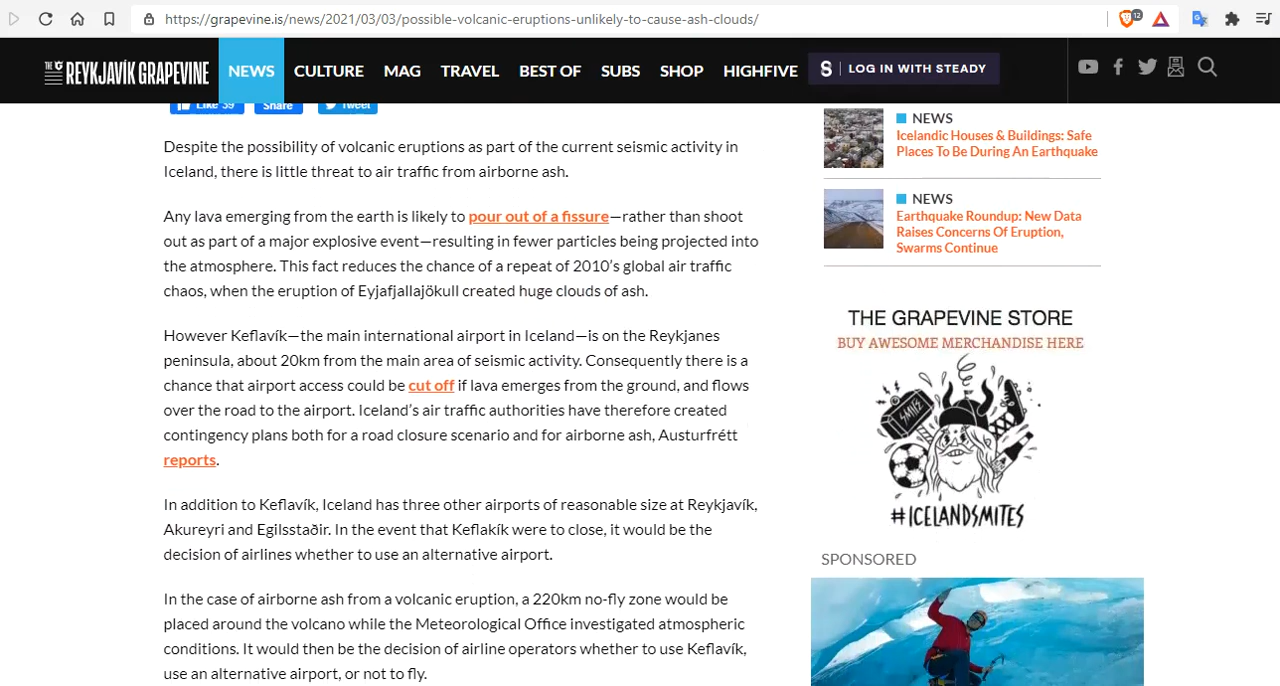 https://grapevine.is/news/2021/03/03/possible-volcanic-eruptions-unlikely-to-cause-ash-clouds/
12
THE REYKJAVÍK GRAPEVINE
NEWS CULTURE MAG TRAVEL BEST OF SUBS SHOP HIGHFIVE
S LOG IN WITH STEADY
Like 39 Share Tweet
Despite the possibility of volcanic eruptions as part of the current seismic activity in
Iceland, there is little threat to air traffic from airborne ash.
Any lava emerging from the earth is likely to pour out of a fissure—rather than shoot
out as part of a major explosive event—resulting in fewer particles being projected into
the atmosphere. This fact reduces the chance of a repeat of 2010's global air traffic
chaos, when the eruption of Eyjafjallajökull created huge clouds of ash.
However Keflavík—the main international airport in Iceland—is on the Reykjanes
peninsula, about 20km from the main area of seismic activity. Consequently there is a
chance that airport access could be cut off if lava emerges from the ground, and flows
over the road to the airport. Iceland's air traffic authorities have therefore created
contingency plans both for a road closure scenario and for airborne ash, Austurfrétt
reports.
In addition to Keflavík, Iceland has three other airports of reasonable size at Reykjavík,
Akureyri and Egilsstaðir. In the event that Keflakík were to close, it would be the
decision of airlines whether to use an alternative airport.
In the case of airborne ash from a volcanic eruption, a 220km no-fly zone would be
placed around the volcano while the Meteorological Office investigated atmospheric
conditions. It would then be the decision of airline operators whether to use Keflavík,
use an alternative airport, or not to fly.
NEWS
Icelandic Houses & Buildings: Safe
Places To Be During An Earthquake
NEWS
Earthquake Roundup: New Data
Raises Concerns Of Eruption,
Swarms Continue
THE GRAPEVINE STORE
BUY AWESOME MERCHANDISE HERE
SMITE
#ICELANDSMITES
SPONSORED